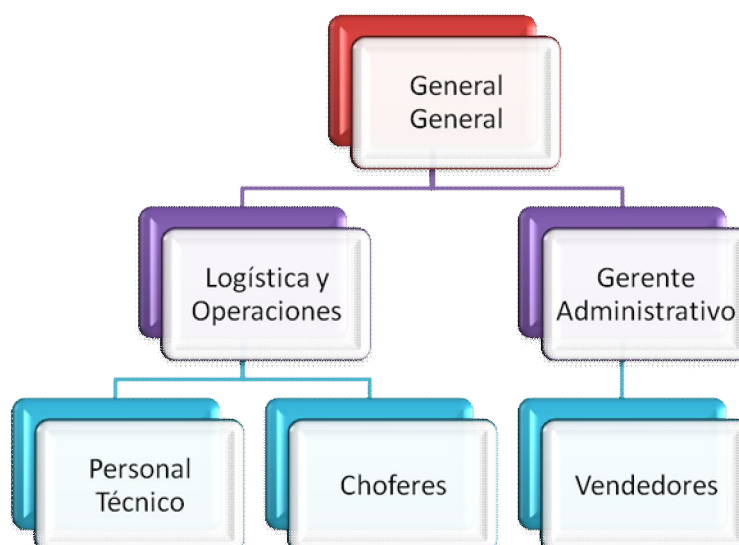 General
General
Logística y
Operaciones
Gerente
Administrativo
Personal
Técnico
Choferes
Vendedores